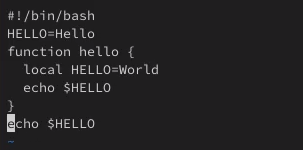 #!/bin/bash
HELLO=Hello
function hello {
  local HELLO=World
  echo $HELLO
}
echo $HELLO
~